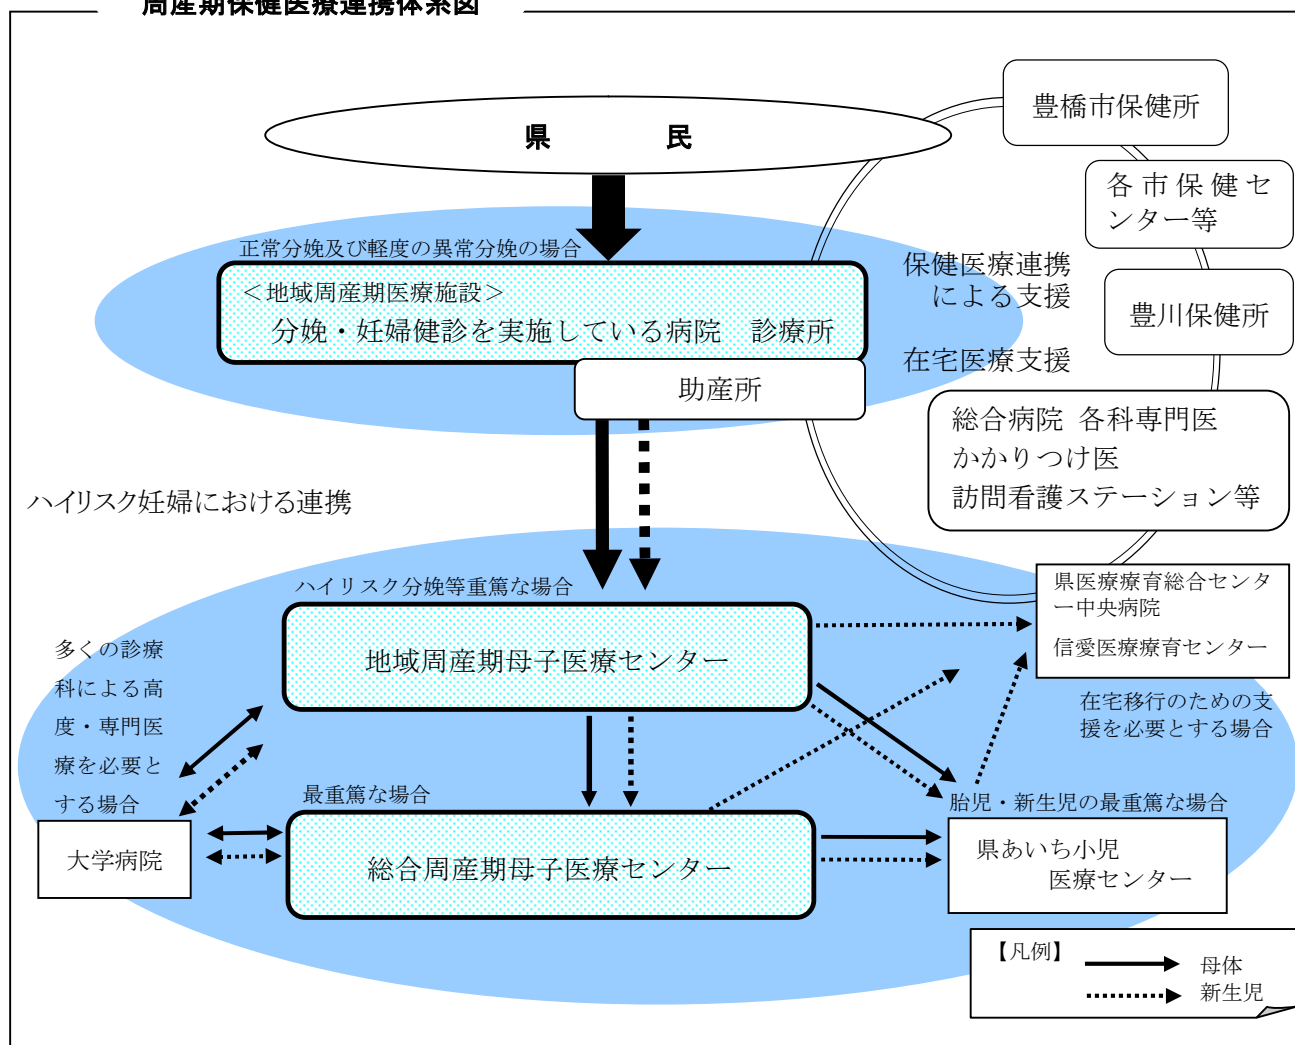 周産期保健医療連携体系図
県　民
豊橋市保健所
各市保健セ
ンター等
豊川保健所
正常分娩及び軽度の異常分娩の場合
＜地域周産期医療施設＞
分娩・妊婦健診を実施している病院　診療所
助産所
保健医療連携
による支援
在宅医療支援
総合病院 各科専門医
かかりつけ医
訪問看護ステーション等
ハイリスク妊婦における連携
ハイリスク分娩等重篤な場合
地域周産期母子医療センター
県医療療育総合センタ
ー中央病院
信愛医療療育センター
在宅移行のための支
援を必要とする場合
多くの診療
科による高
度・専門医
療を必要と
する場合
大学病院
最重篤な場合
総合周産期母子医療センター
胎児・新生児の最重篤な場合
県あいち小児
医療センター
【凡例】
母体
新生児